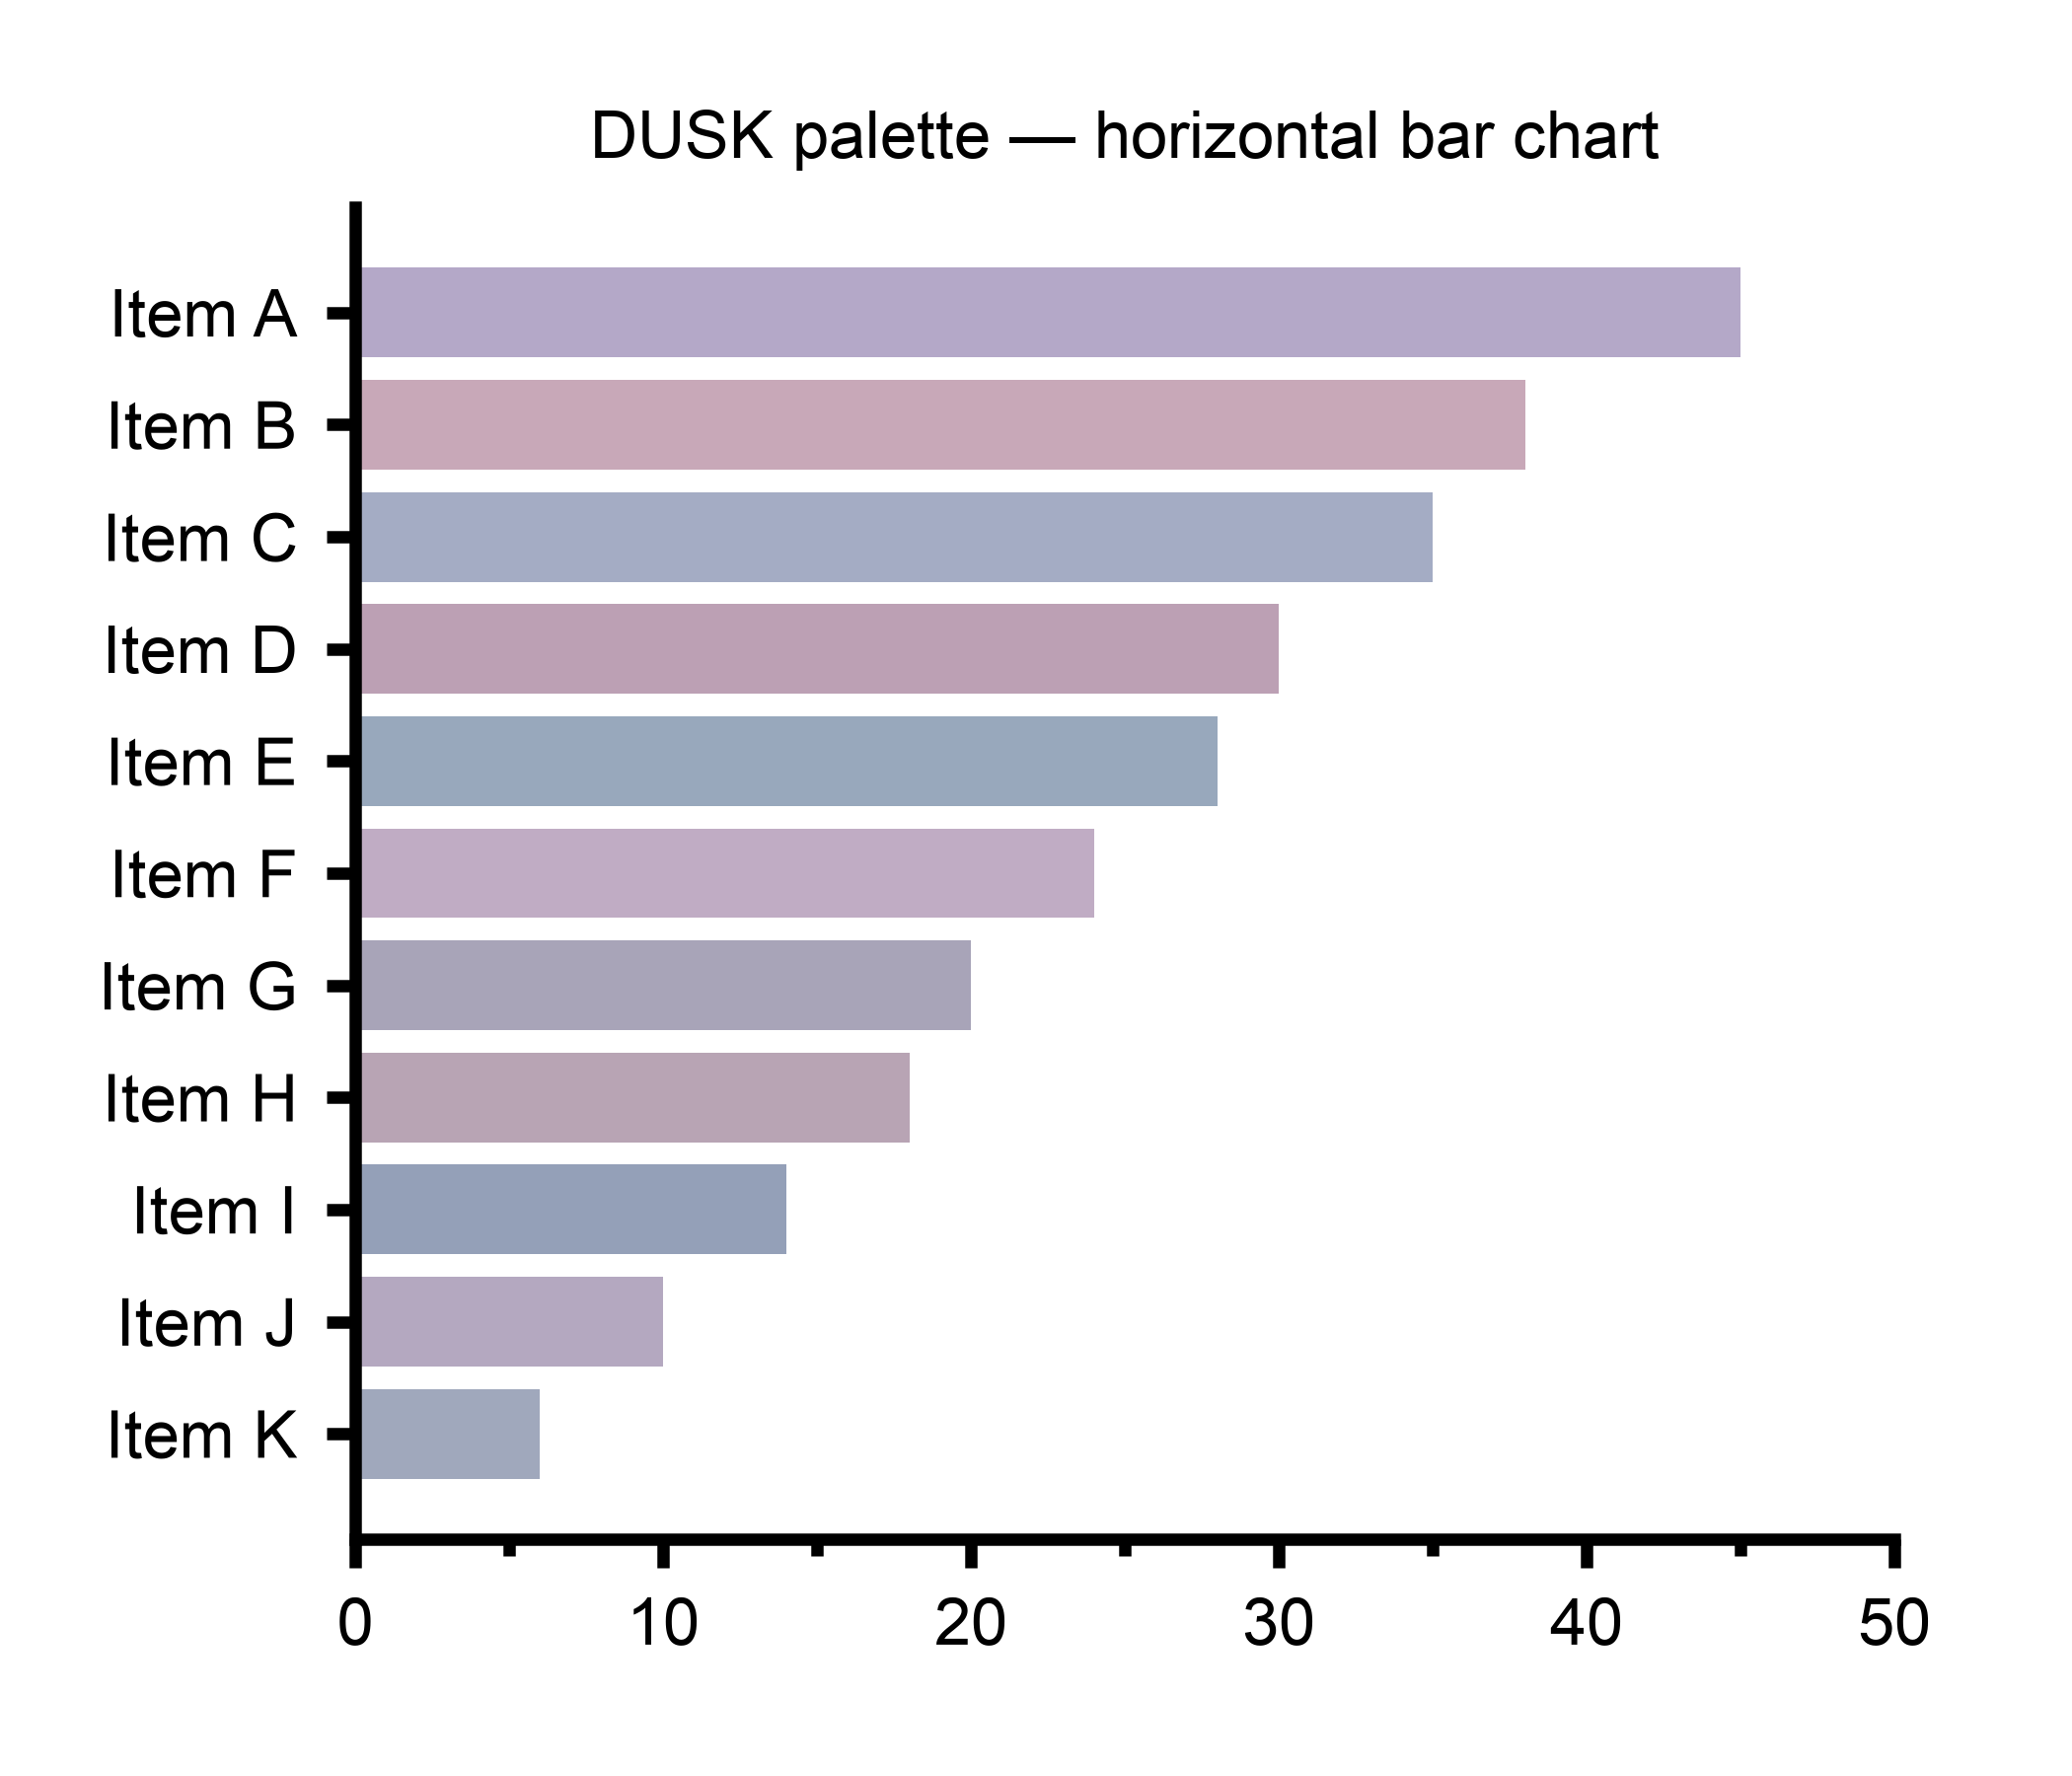 DUSK palette — horizontal bar chart
Item A
Item B
Item C
Item D
Item E
Item F
Item G
Item H
Item I
Item J
Item K
0 10 20 30 40 50